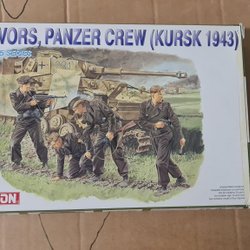 VORS, PANZER CREW (KURSK 1943)
ON